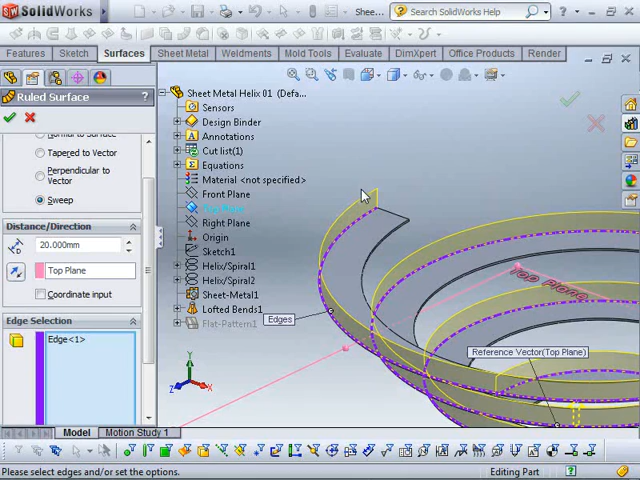 SolidWorks
Shee...
Search SolidWorks Help
Features
Sketch
Surfaces
Sheet Metal
Weldments
Mold Tools
Evaluate
DimXpert
Office Products
Render
Ruled Surface
?
Normal to Surface
Tapered to Vector
Perpendicular to
Vector
Sweep
Distance/Direction
20.000mm
Top Plane
Coordinate input
Edge Selection
Edge<1>
Sheet Metal Helix 01 (Defa...
Sensors
Design Binder
Annotations
Cut list(1)
Equations
Material <not specified>
Front Plane
Top Plane
Right Plane
Origin
Sketch1
Helix/Spiral1
Helix/Spiral2
Sheet-Metal1
Lofted Bends1
Flat-Pattern1
Top Plane
Edges
Reference Vector(Top Plane)
Y
Z
X
Model
Motion Study 1
Please select edges and/or set the options.
Editing Part